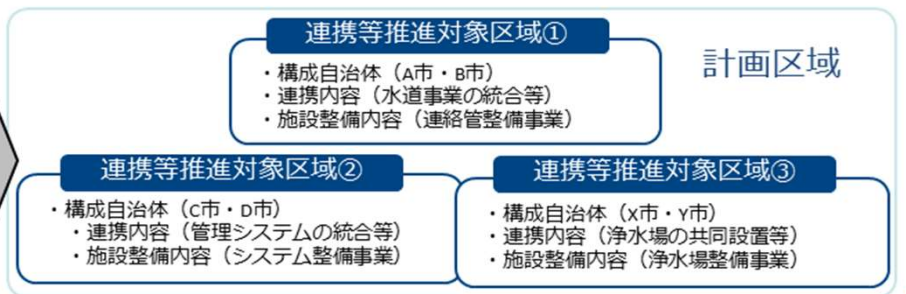 連携等推進対象区域①
計画区域
・構成自治体（A市・B市）
・連携内容（水道事業の統合等）
・施設整備内容（連絡管整備事業）
連携等推進対象区域②
・構成自治体（C市・D市）
・連携内容（管理システムの統合等）
・施設整備内容（システム整備事業）
連携等推進対象区域③
・構成自治体（X市・Y市）
・連携内容（浄水場の共同設置等）
・施設整備内容（浄水場整備事業）